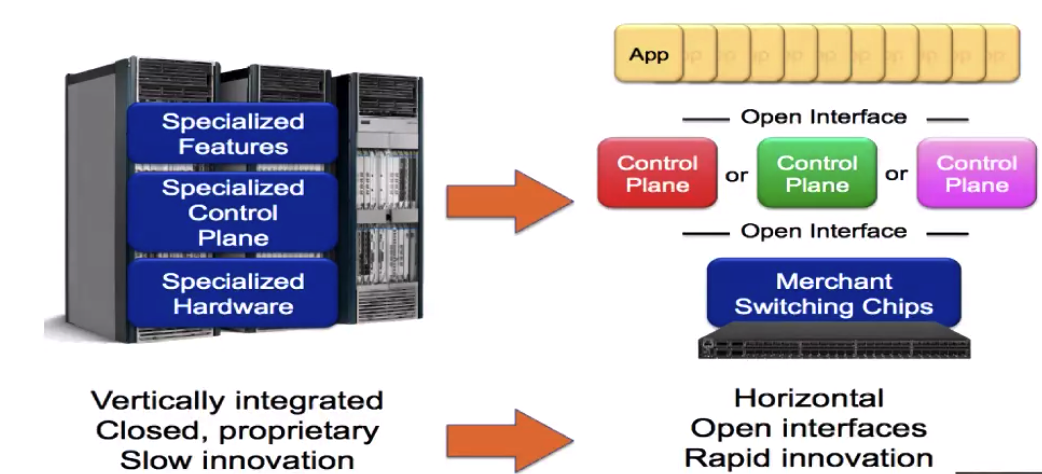 Specialized
Features
Specialized
Control
Plane
Specialized
Hardware
Vertically integrated
Closed, proprietary
Slow innovation
App
Open Interface
Control
Plane
or
Control
Plane
or
Control
Plane
Open Interface
Merchant
Switching Chips
Horizontal
Open interfaces
Rapid innovation